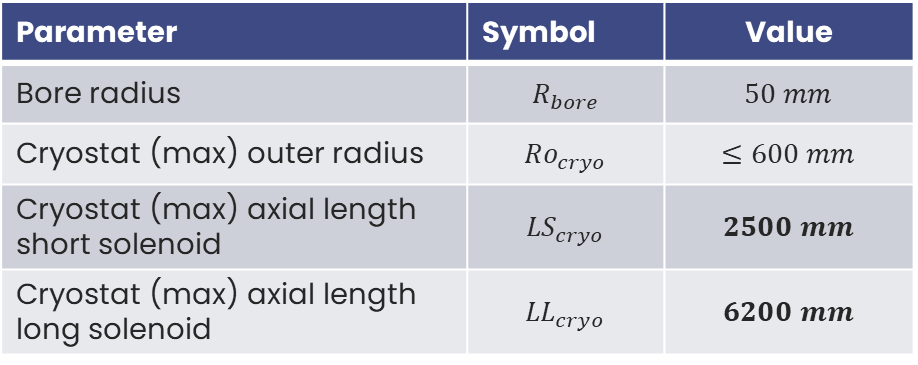 Parameter Symbol Value
Bore radius R_bore 50 mm
Cryostat (max) outer radius Ro_cryo ≤ 600 mm
Cryostat (max) axial length
short solenoid LS_cryo 2500 mm
Cryostat (max) axial length
long solenoid LL_cryo 6200 mm